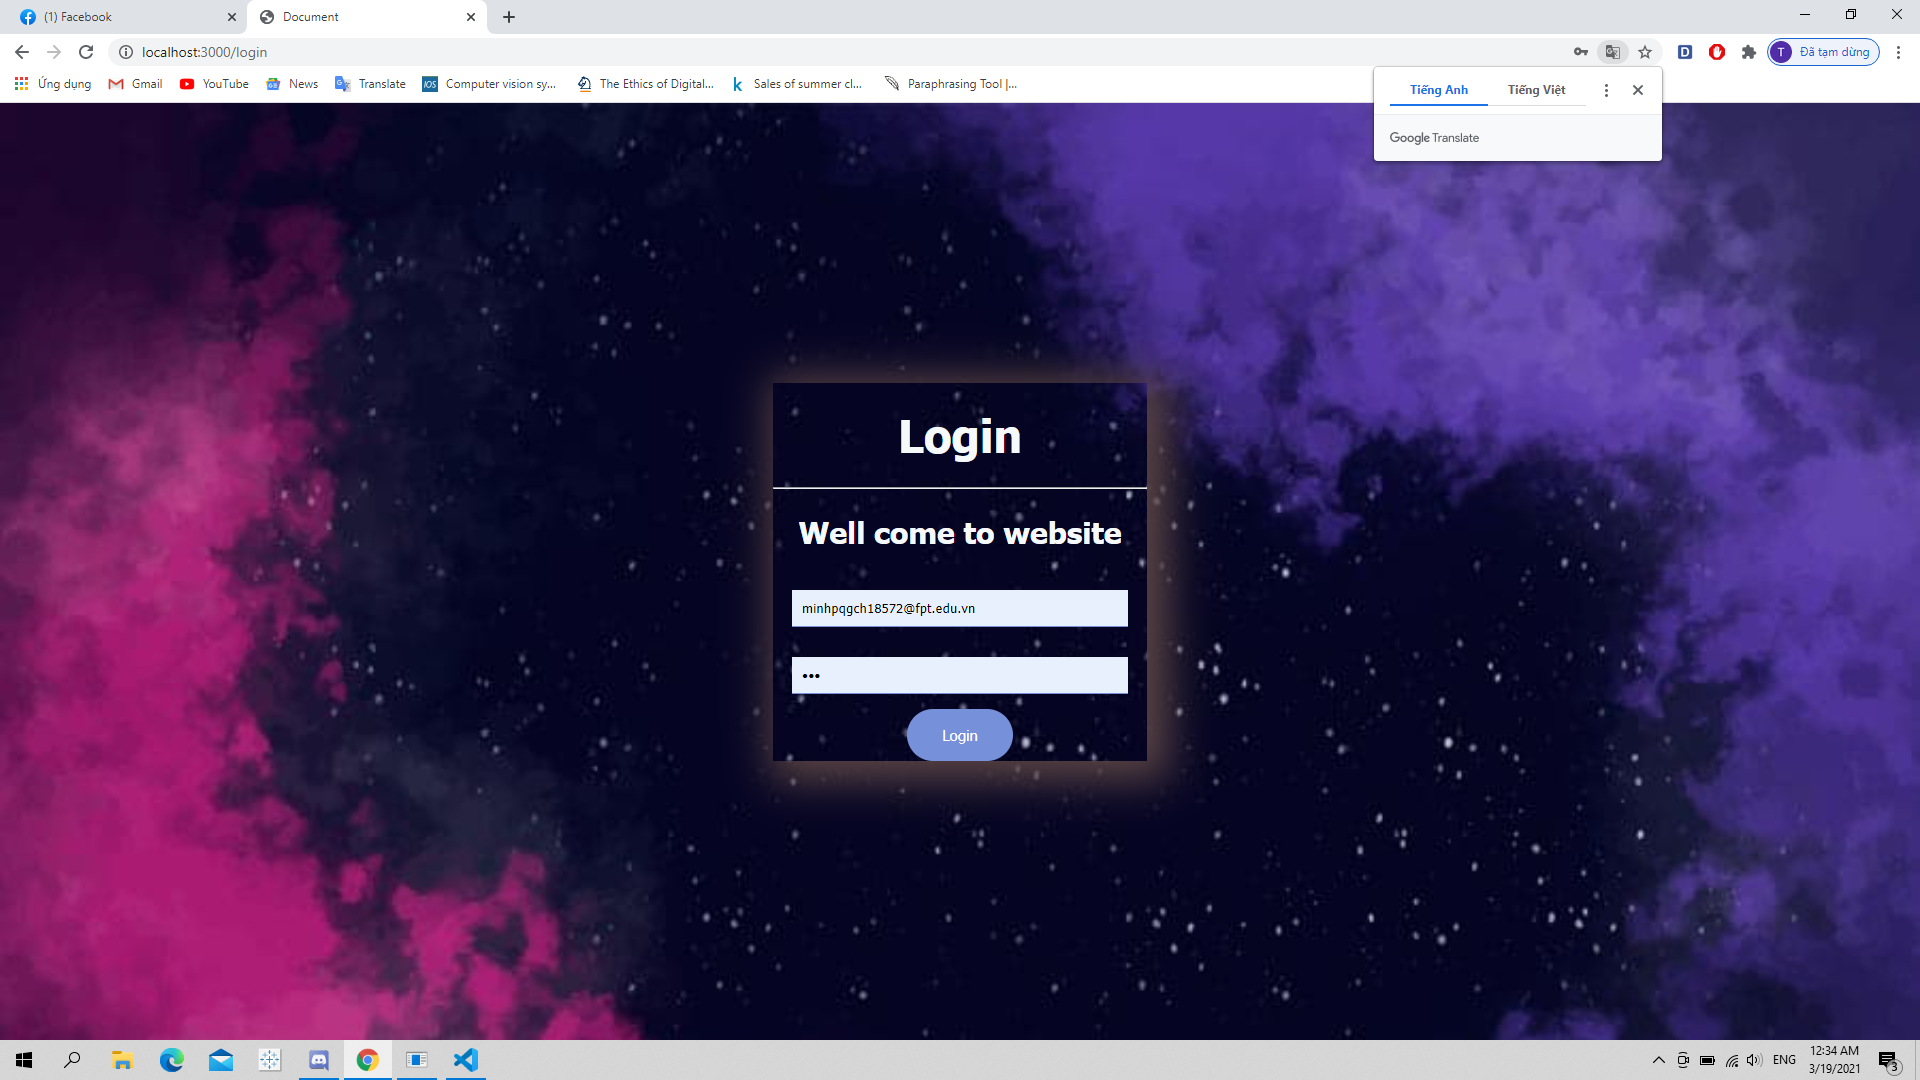 (1) Facebook
Document
localhost:3000/login
Đã tạm dừng
T
D
Ứng dụng
Gmail
YouTube
News
Translate
IOS
Computer vision sy...
The Ethics of Digital...
k
Sales of summer cl...
Paraphrasing Tool |...
Tiếng Anh
Tiếng Việt
Google Translate
Login
Well come to website
minhpqgch18572@fpt.edu.vn
•••
Login
ENG
12:34 AM
3/19/2021
3